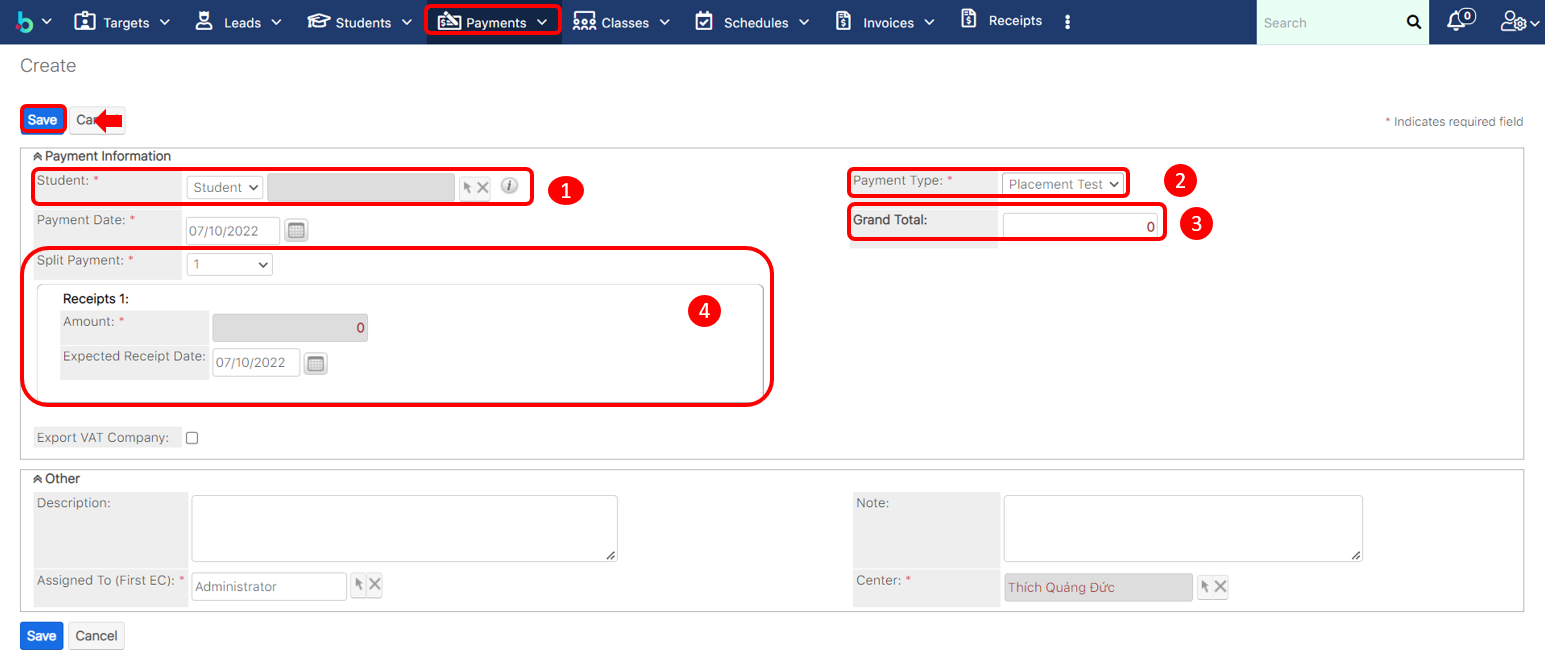 Targets Leads Students Payments Classes Schedules Invoices Receipts Search 0
Create
Save
* Indicates required field
Payment Information
Student: * Student 1 Payment Type: * Placement Test 2
Payment Date: * 07/10/2022 Grand Total: 0 3
Split Payment: * 1
Receipts 1:
Amount: * 0 4
Expected Receipt Date: 07/10/2022
Export VAT Company:
Other
Description: Note:
Assigned To (First EC): * Administrator Center: * Thích Quảng Đức
Save Cancel